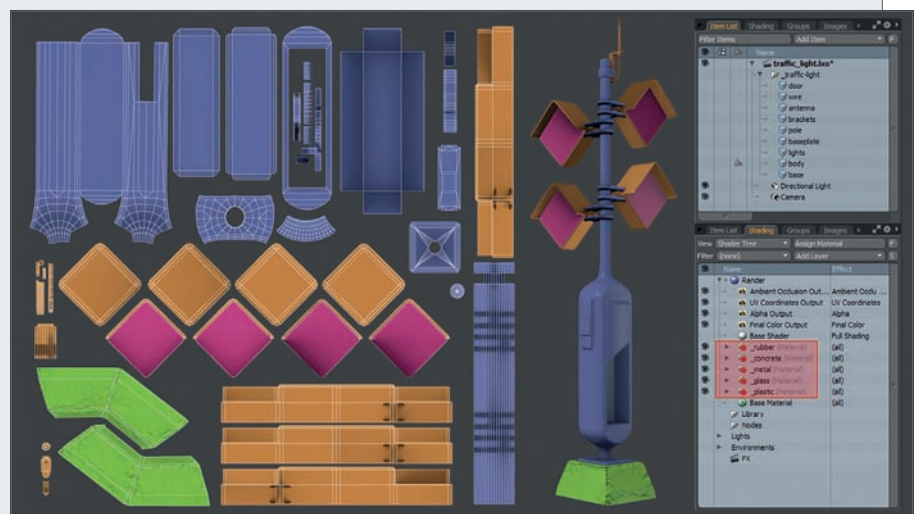 Item List Shading Groups Images +
Filter Items Add Item F
Name
traffic_light.lxo*
_traffic-light
door
wire
antenna
brackets
pole
baseplate
lights
body
base
Directional Light
Camera
Item List Shading Groups Images +
View Shader Tree Assign Material F
Filter (none) Add Layer S
Name Effect
Render
Ambient Occlusion Out... Ambient Occlu ...
UV Coordinates Output UV Coordinates
Alpha Output Alpha
Final Color Output Final Color
Base Shader Full Shading
_rubber (Material) (all)
_concrete (Material) (all)
_metal (Material) (all)
_glass (Material) (all)
_plastic (Material) (all)
Base Material (all)
Library
Nodes
Lights
Environments
FX